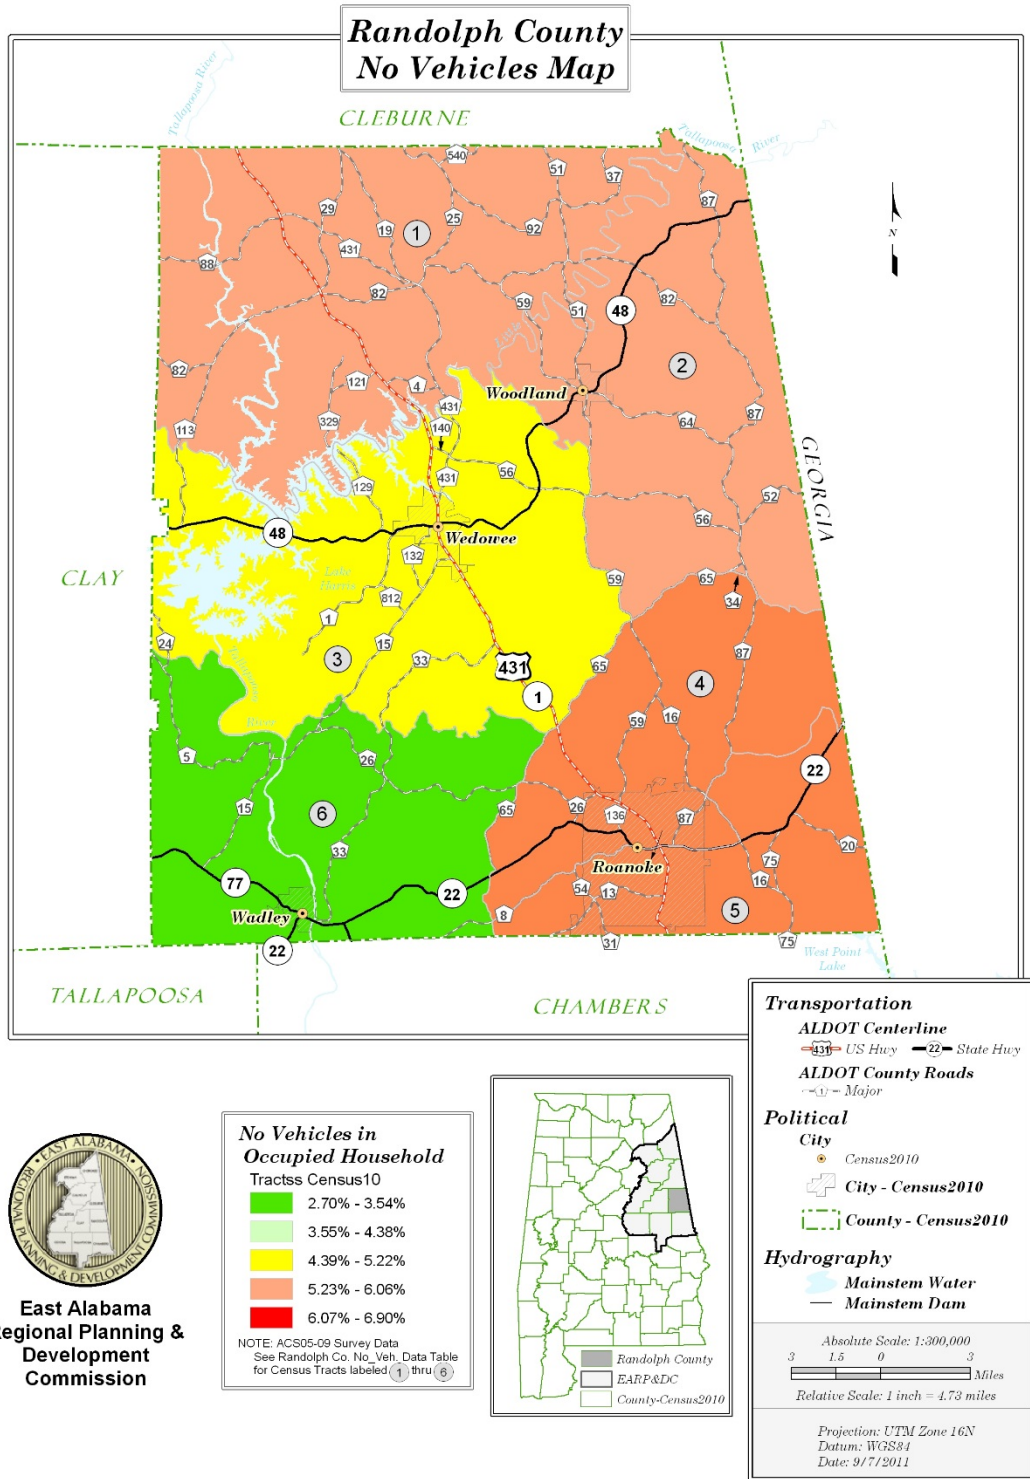 Randolph County
No Vehicles Map
CLEBURNE
Tallapoosa River
Tallapoosa River
540
51
37
87
29
19
25
92
1
431
88
82
59
51
48
82
N
2
Little
82
121
4
Woodland
431
87
113
329
140
64
GEORGIA
129
431
56
52
56
48
Wedowee
132
CLAY
Lake
Harris
812
59
65
34
1
24
15
3
33
87
65
431
4
Tallapoosa
River
1
59
16
5
26
22
15
6
65
26
136
87
33
20
Roanoke
75
77
22
54
13
16
Wadley
8
5
22
31
75
West Point
Lake
TALLAPOOSA
CHAMBERS
Transportation
ALDOT Centerline
431 US Hwy 22 State Hwy
ALDOT County Roads
1 Major
Political
City
Census2010
City - Census2010
County - Census2010
Hydrography
Mainstem Water
Mainstem Dam
Absolute Scale: 1:300,000
3 1.5 0 3
Miles
Relative Scale: 1 inch = 4.73 miles
Projection: UTM Zone 16N
Datum: WGS84
Date: 9/7/2011
EAST ALABAMA
REGIONAL PLANNING & DEVELOPMENT COMMISSION
East Alabama
Regional Planning &
Development
Commission
No Vehicles in
Occupied Household
Tractss Census10
2.70% - 3.54%
3.55% - 4.38%
4.39% - 5.22%
5.23% - 6.06%
6.07% - 6.90%
NOTE: ACS05-09 Survey Data
See Randolph Co. No_Veh. Data Table
for Census Tracts labeled 1 thru 6
Randolph County
EARP&DC
County-Census2010